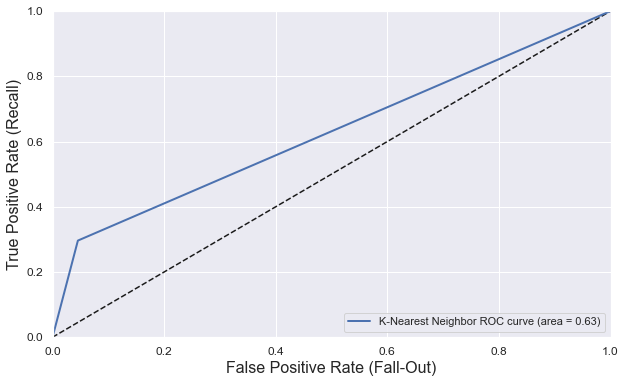 1.0
0.8
0.6
0.4
0.2
0.0
True Positive Rate (Recall)
K-Nearest Neighbor ROC curve (area = 0.63)
0.0 0.2 0.4 0.6 0.8 1.0
False Positive Rate (Fall-Out)